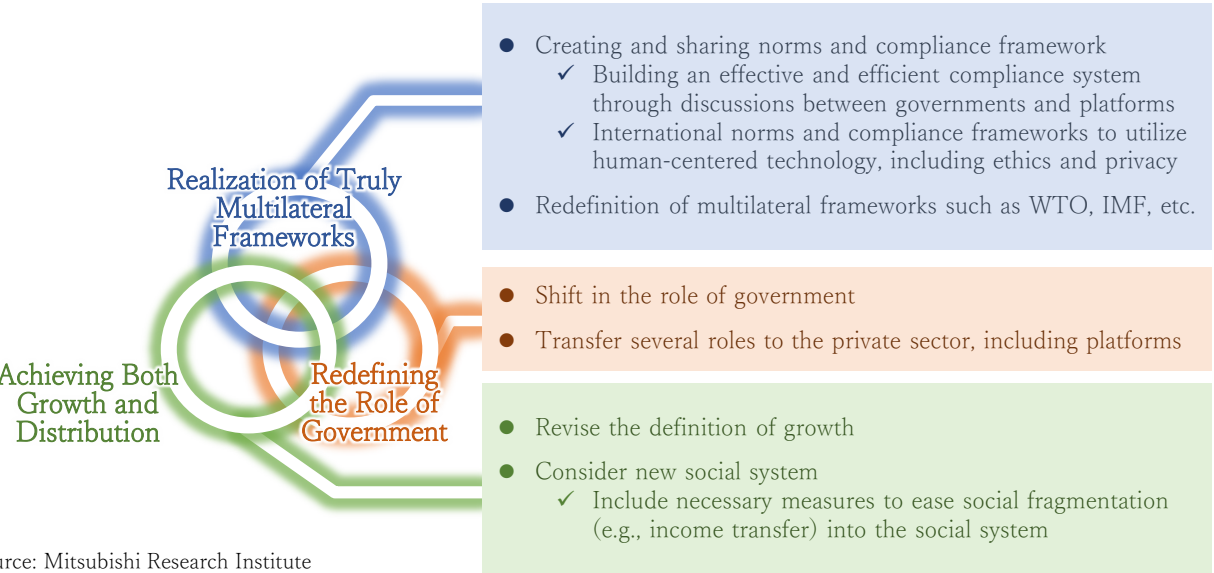 Realization of Truly
Multilateral
Frameworks
Achieving Both
Growth and
Distribution
Redefining
the Role of
Government
● Creating and sharing norms and compliance framework
✓ Building an effective and efficient compliance system
through discussions between governments and platforms
✓ International norms and compliance frameworks to utilize
human-centered technology, including ethics and privacy
● Redefinition of multilateral frameworks such as WTO, IMF, etc.
● Shift in the role of government
● Transfer several roles to the private sector, including platforms
● Revise the definition of growth
● Consider new social system
✓ Include necessary measures to ease social fragmentation
(e.g., income transfer) into the social system
urce: Mitsubishi Research Institute